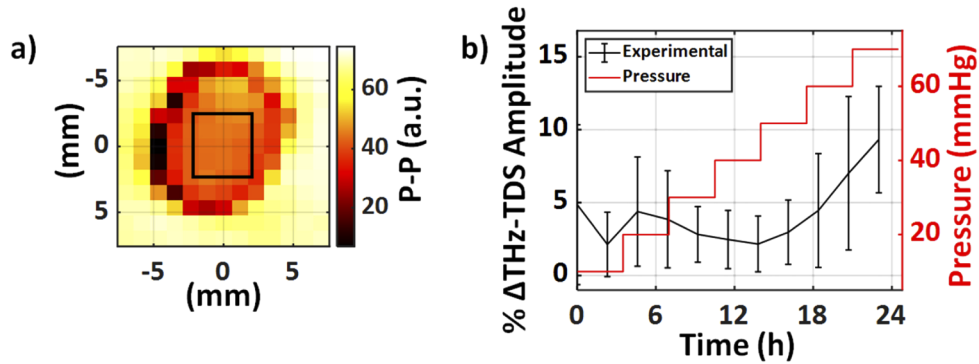 a)
-5
0
5
(mm)
-5 0 5
(mm)
60
40
20
P-P (a.u.)
b)
% ΔTHz-TDS Amplitude
15
10
5
0
Experimental
Pressure
0 6 12 18 24
Time (h)
60
40
20
Pressure (mmHg)